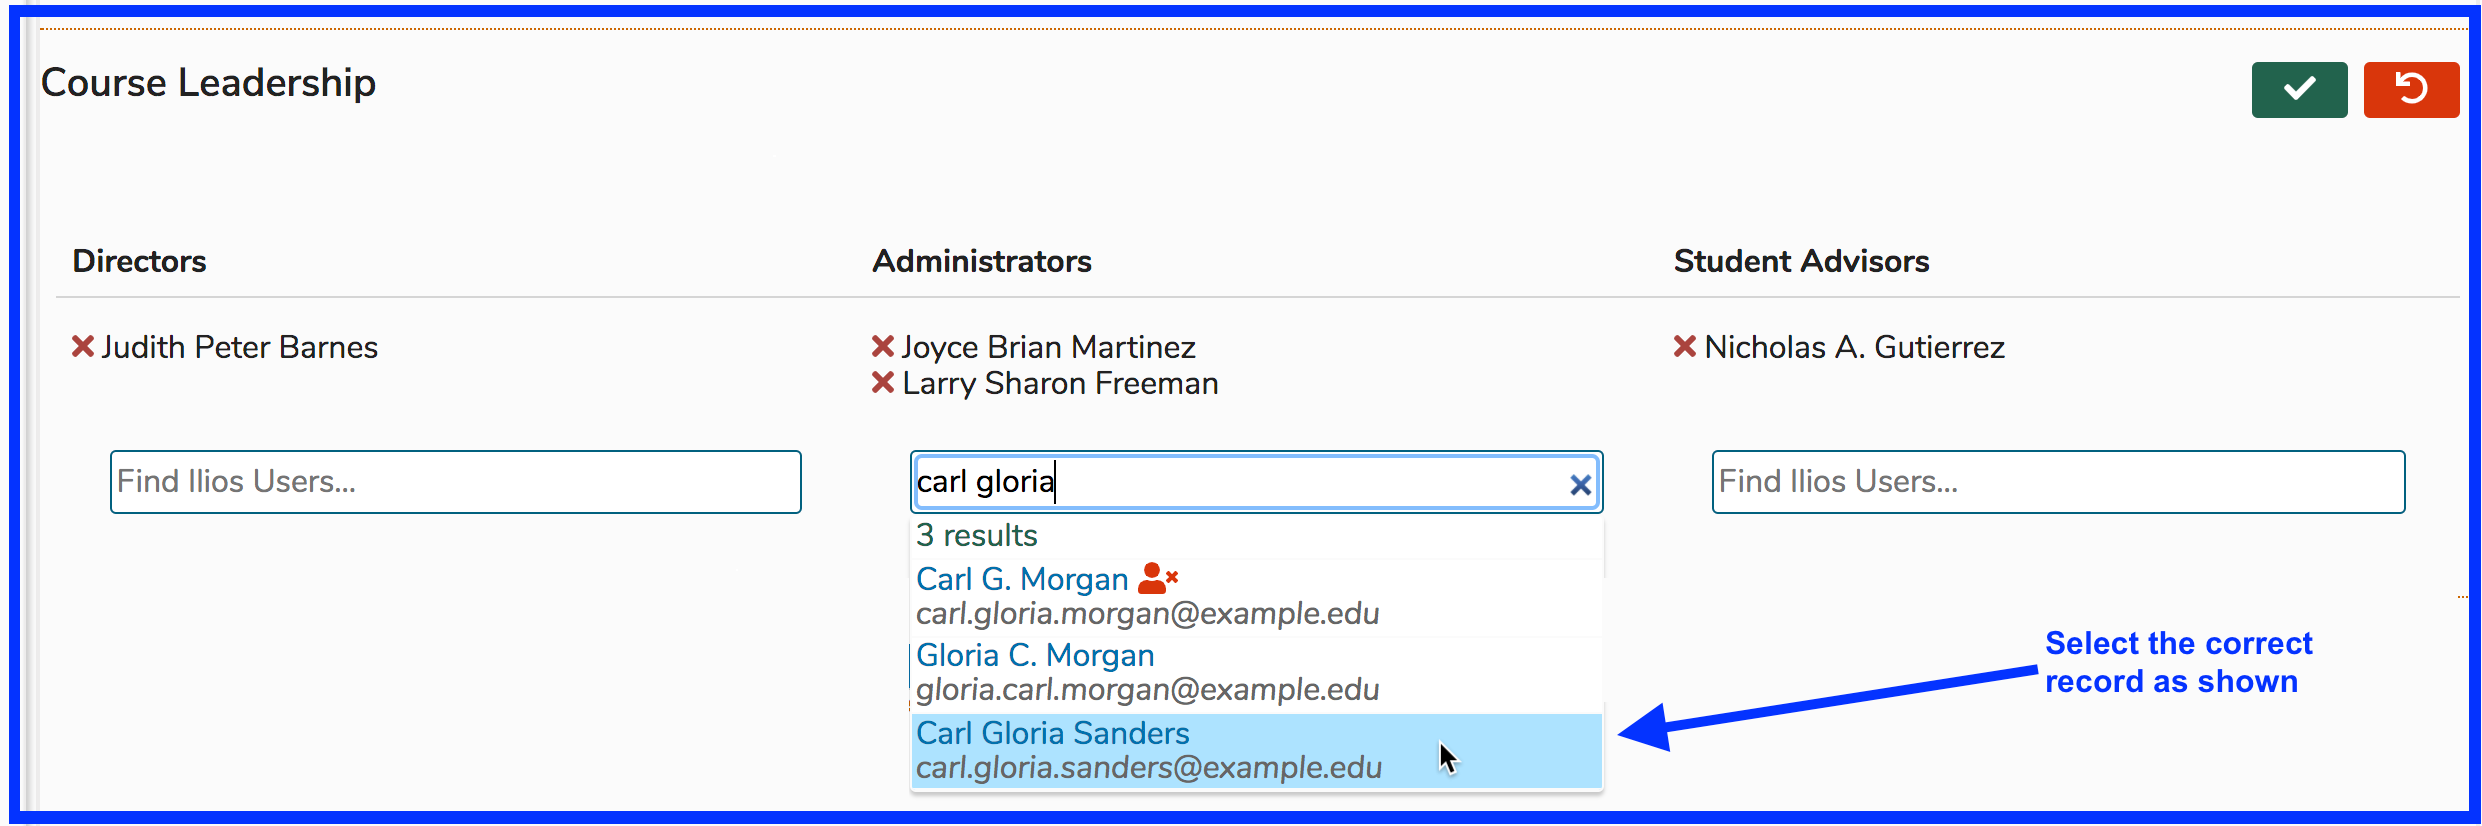 Course Leadership
Directors
Administrators
Student Advisors
Judith Peter Barnes
Joyce Brian Martinez
Larry Sharon Freeman
Nicholas A. Gutierrez
Find Ilios Users...
carl gloria
Find Ilios Users...
3 results
Carl G. Morgan
carl.gloria.morgan@example.edu
Gloria C. Morgan
gloria.carl.morgan@example.edu
Carl Gloria Sanders
carl.gloria.sanders@example.edu
Select the correct
record as shown